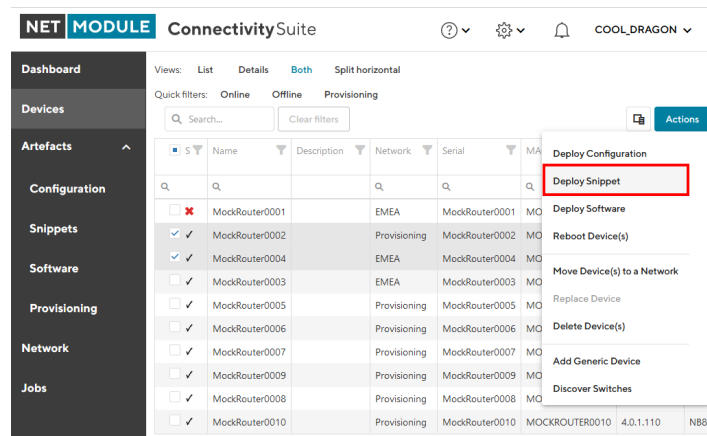 NET MODULE ConnectivitySuite ? COOL_DRAGON
Dashboard
Devices
Artefacts
Configuration
Snippets
Software
Provisioning
Network
Jobs
Views: List Details Both Split horizontal
Quick filters: Online Offline Provisioning
Search... Clear filters Actions
S Name Description Network Serial MA
MockRouter0001 EMEA MockRouter0001 MO
MockRouter0002 Provisioning MockRouter0002 MO
MockRouter0004 EMEA MockRouter0004 MO
MockRouter0003 EMEA MockRouter0003 MO
MockRouter0005 Provisioning MockRouter0005 MO
MockRouter0006 Provisioning MockRouter0006 MO
MockRouter0007 Provisioning MockRouter0007 MO
MockRouter0009 Provisioning MockRouter0009 MO
MockRouter0008 Provisioning MockRouter0008 MO
MockRouter0010 Provisioning MockRouter0010 MOCKROUTER0010 4.0.1.110 NB8
Deploy Configuration
Deploy Snippet
Deploy Software
Reboot Device(s)
Move Device(s) to a Network
Replace Device
Delete Device(s)
Add Generic Device
Discover Switches